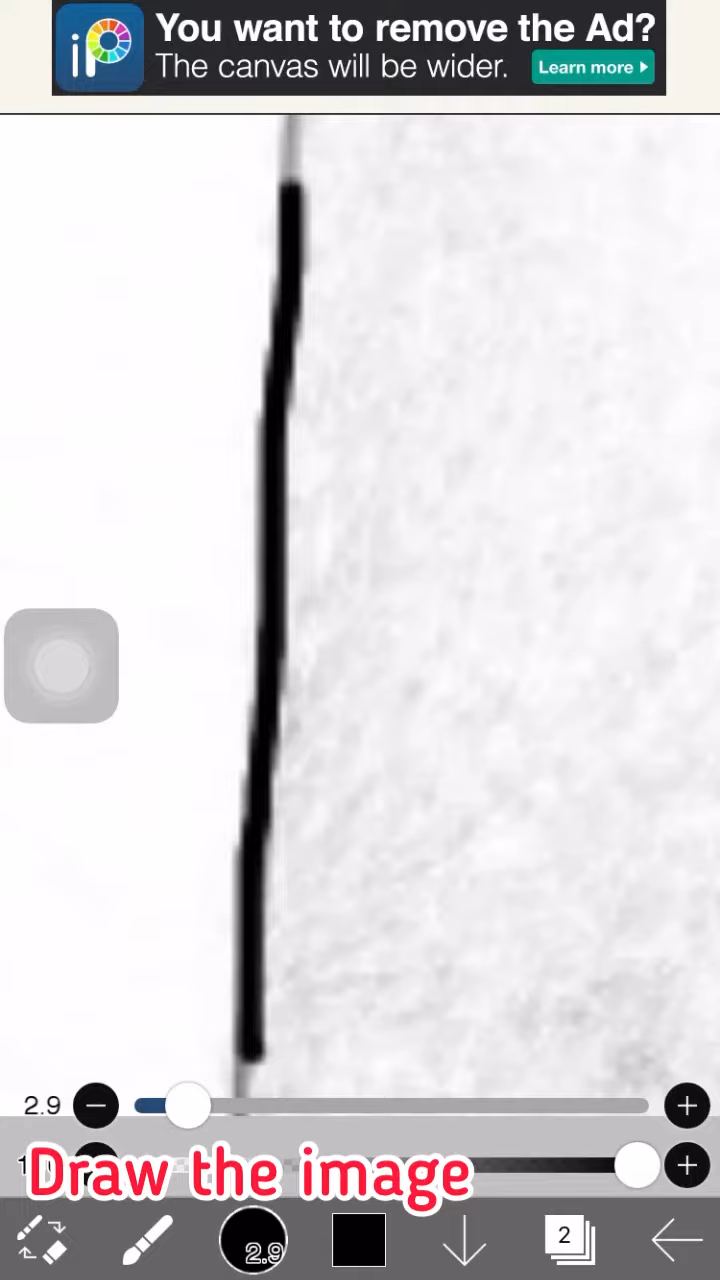 iP
You want to remove the Ad?
The canvas will be wider.
Learn more
2.9
Draw the image
2.9
2